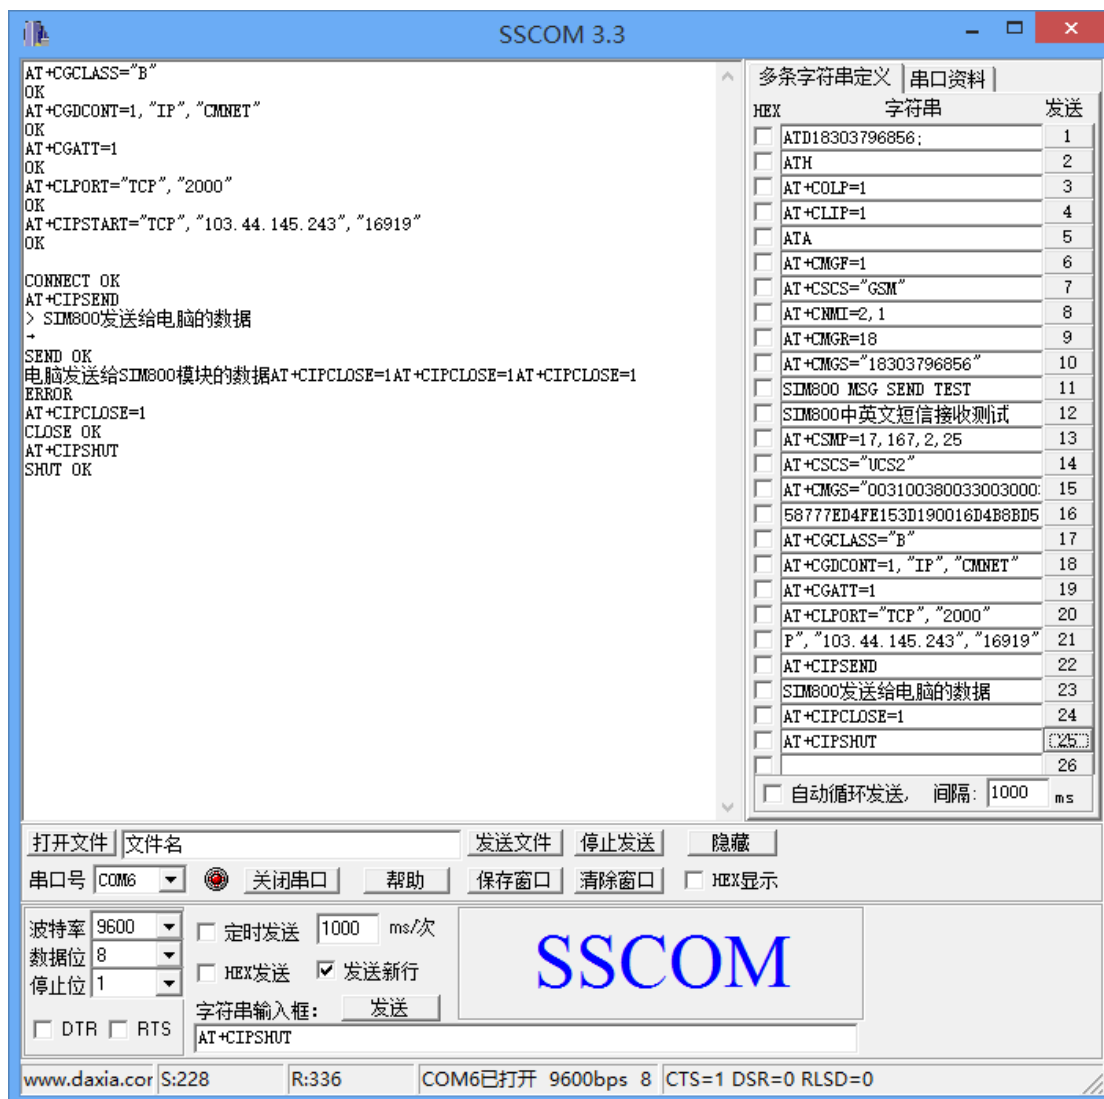 SSCOM 3.3
AT+CGCLASS="B"
OK
AT+CGDCONT=1,"IP","CMNET"
OK
AT+CGATT=1
OK
AT+CLPORT="TCP","2000"
OK
AT+CIPSTART="TCP","103.44.145.243","16919"
OK
CONNECT OK
AT+CIPSEND
> SIM800发送给电脑的数据
→
SEND OK
电脑发送给SIM800模块的数据AT+CIPCLOSE=1AT+CIPCLOSE=1AT+CIPCLOSE=1
ERROR
AT+CIPCLOSE=1
CLOSE OK
AT+CIPSHUT
SHUT OK
多条字符串定义 串口资料
HEX 字符串 发送
ATD18303796856; 1
ATH 2
AT+COLP=1 3
AT+CLIP=1 4
ATA 5
AT+CMGF=1 6
AT+CSCS="GSM" 7
AT+CNMI=2,1 8
AT+CMGR=18 9
AT+CMGS="18303796856" 10
SIM800 MSG SEND TEST 11
SIM800中英文短信接收测试 12
AT+CSMP=17,167,2,25 13
AT+CSCS="UCS2" 14
AT+CMGS="003100380033003000: 15
58777ED4FE153D190016D4B8BD5 16
AT+CGCLASS="B" 17
AT+CGDCONT=1,"IP","CMNET" 18
AT+CGATT=1 19
AT+CLPORT="TCP","2000" 20
P","103.44.145.243","16919" 21
AT+CIPSEND 22
SIM800发送给电脑的数据 23
AT+CIPCLOSE=1 24
AT+CIPSHUT 25
26
自动循环发送, 间隔: 1000 ms
打开文件 文件名 发送文件 停止发送 隐藏
串口号 COM6 关闭串口 帮助 保存窗口 清除窗口 HEX显示
波特率 9600 定时发送 1000 ms/次
数据位 8
停止位 1 HEX发送 发送新行
字符串输入框: 发送
DTR RTS AT+CIPSHUT
SSCOM
www.daxia.cor S:228 R:336 COM6已打开 9600bps 8 CTS=1 DSR=0 RLSD=0